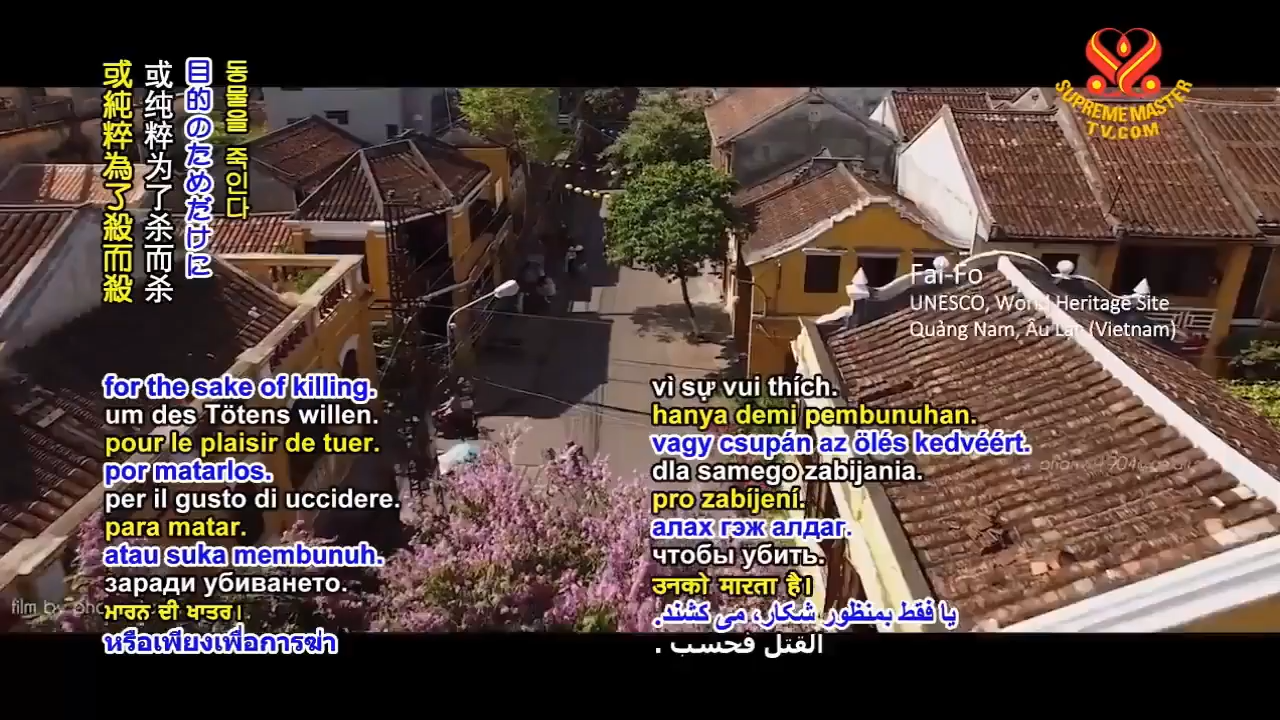 或純粹為了殺而殺
或纯粹为了杀而杀
目的のためだけに
동물을 죽인다
SUPREME MASTER
TV.COM
Fai-Fo
UNESCO, World Heritage Site
Quảng Nam, Âu Lạc (Vietnam)
for the sake of killing.
um des Tötens willen.
pour le plaisir de tuer.
por matarlos.
per il gusto di uccidere.
para matar.
atau suka membunuh.
заради убиването.
ਮਾਰਨ ਦੀ ਖਾਤਰ।
หรือเพียงเพื่อการฆ่า
vì sự vui thích.
hanya demi pembunuhan.
vagy csupán az ölés kedvéért.
dla samego zabijania.
pro zabíjení.
алах гэж алдаг.
чтобы убить.
उनको मारता है।
یا فقط بمنظور شکار، می کشند.
القتل فحسب .
film by